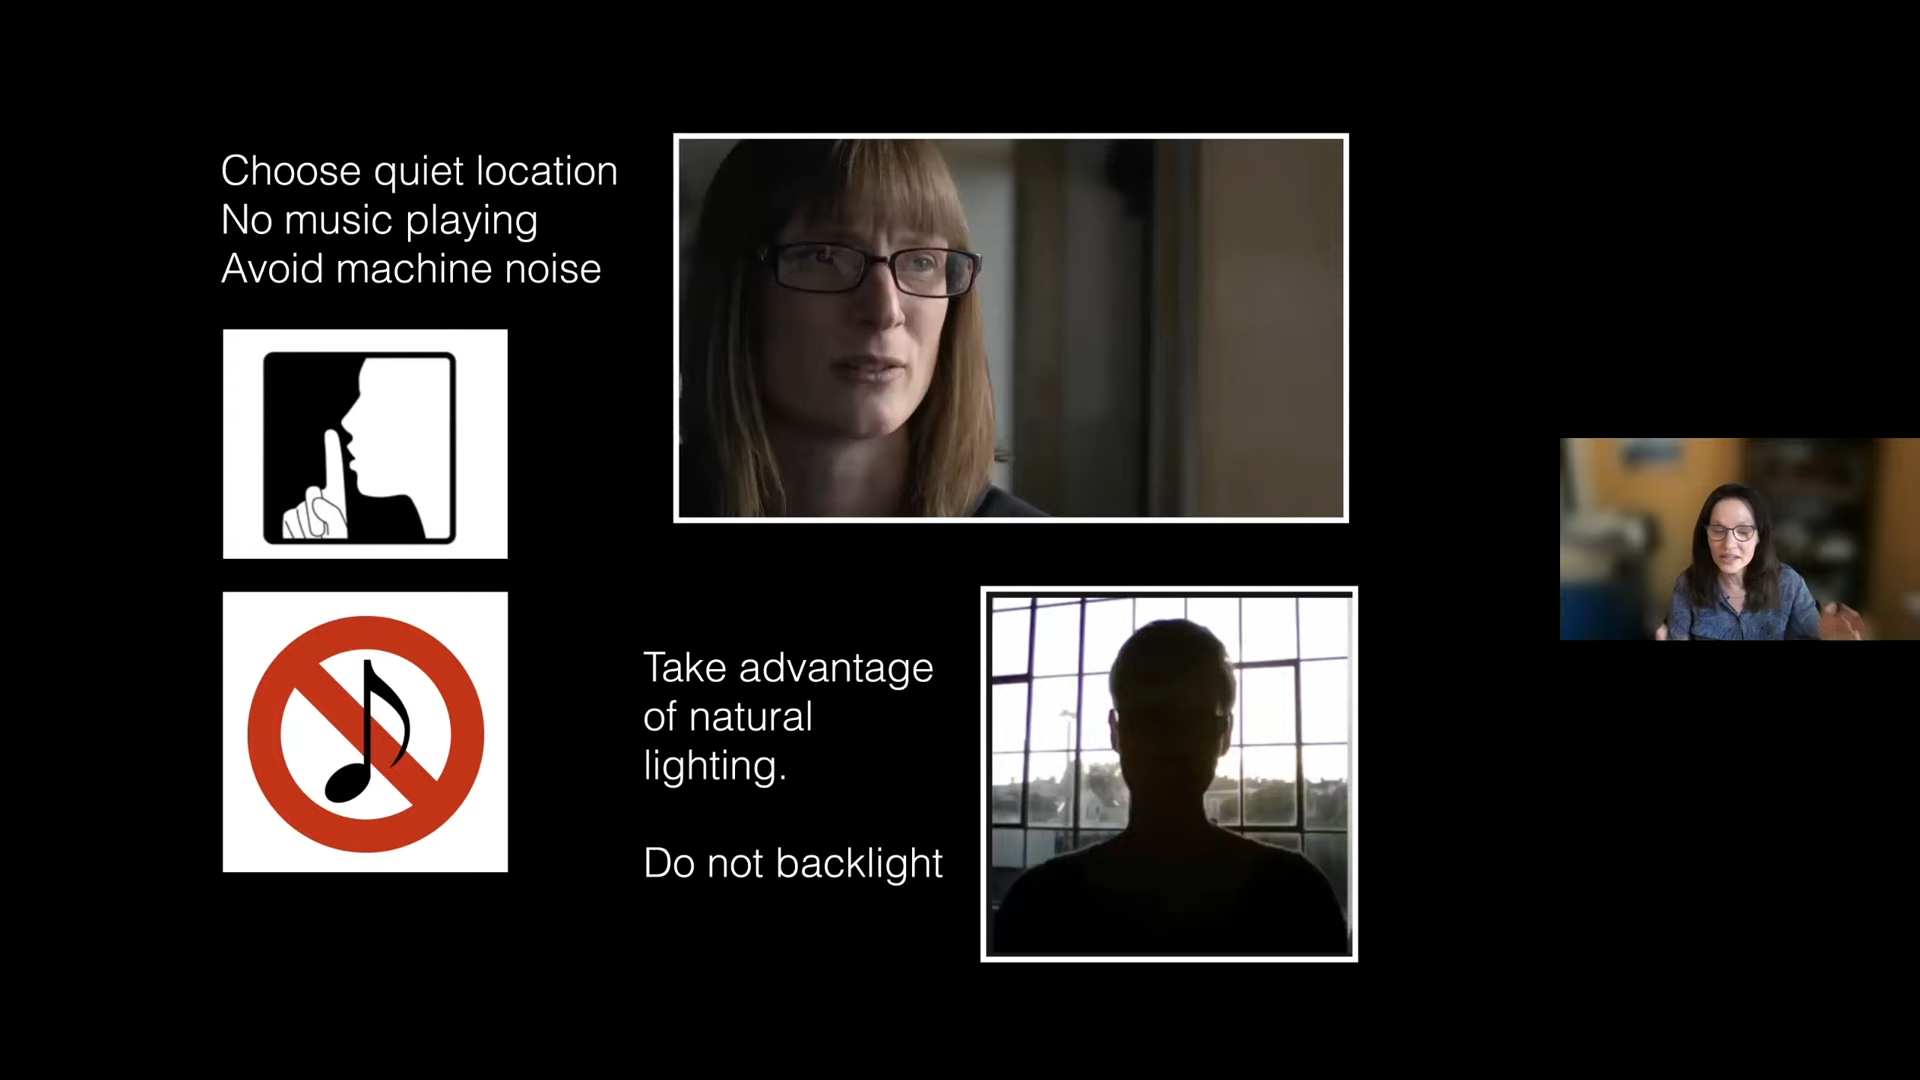 Choose quiet location
No music playing
Avoid machine noise
Take advantage
of natural
lighting.
Do not backlight